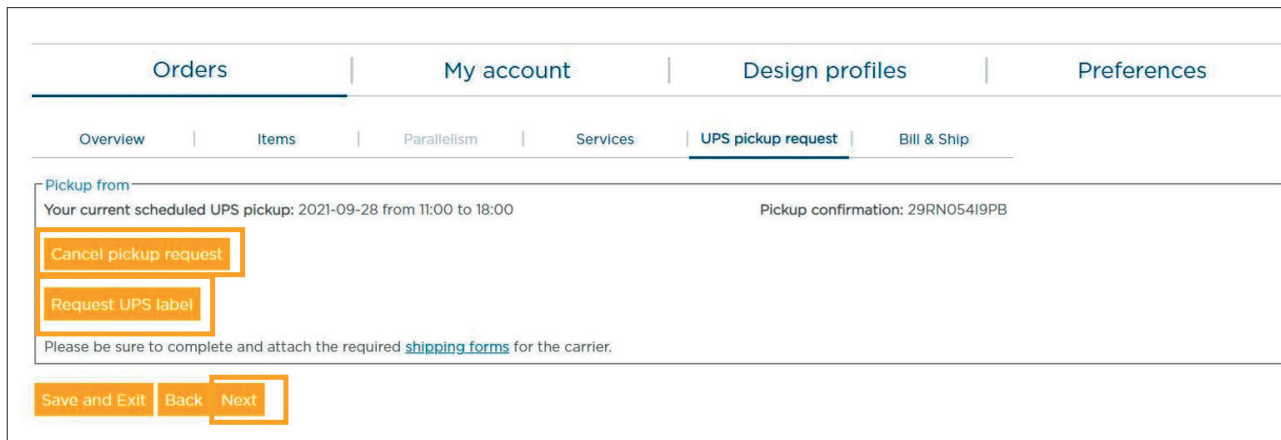 Orders | My account | Design profiles | Preferences
Overview | Items | Parallelism | Services | UPS pickup request | Bill & Ship
Pickup from
Your current scheduled UPS pickup: 2021-09-28 from 11:00 to 18:00 Pickup confirmation: 29RN054I9PB
Cancel pickup request
Request UPS label
Please be sure to complete and attach the required shipping forms for the carrier.
Save and Exit Back Next